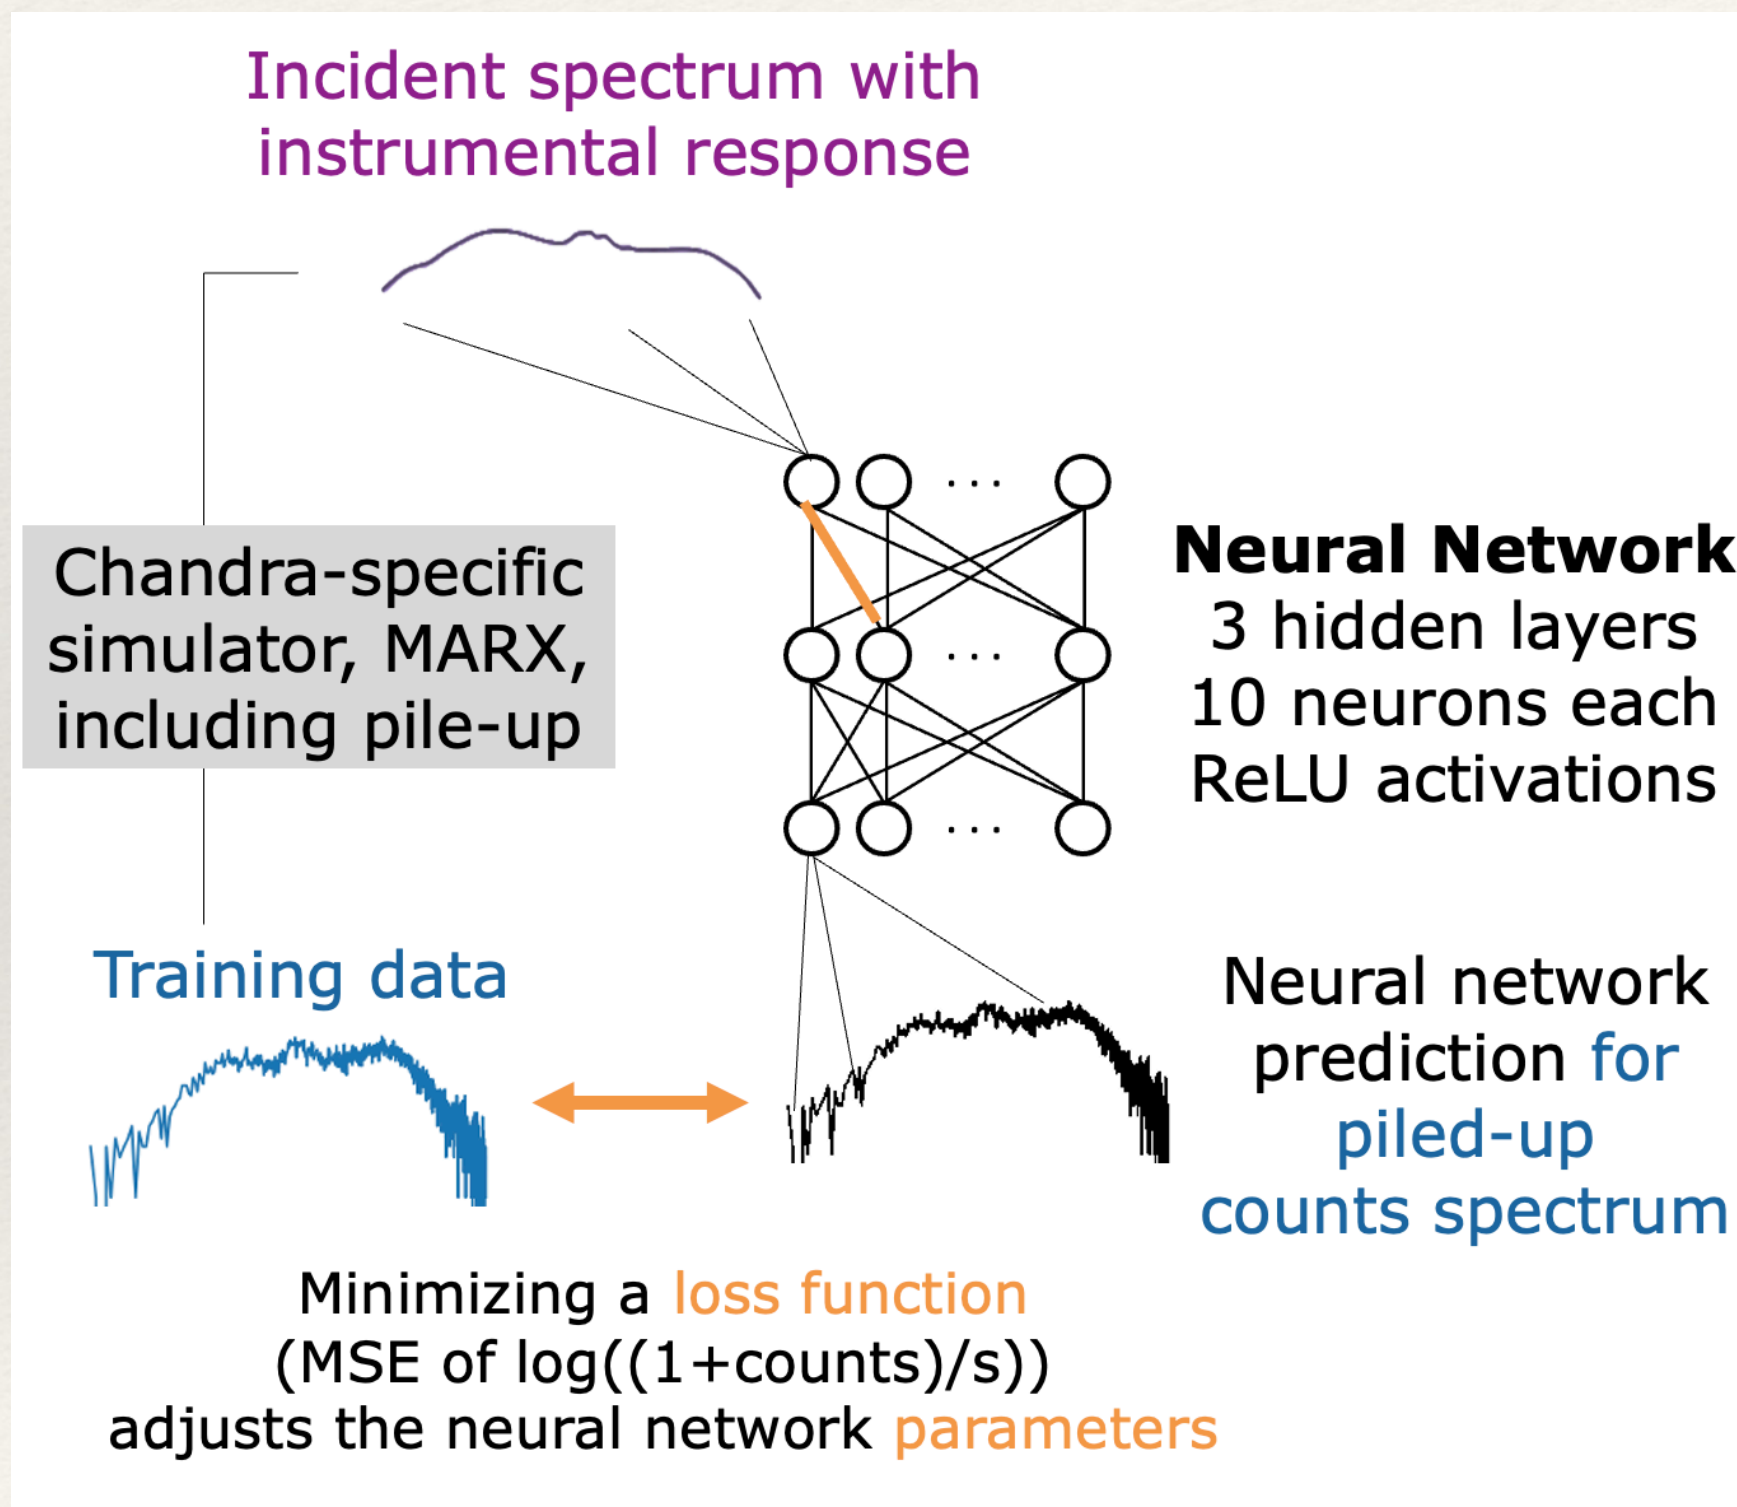 Incident spectrum with
instrumental response
Chandra-specific
simulator, MARX,
including pile-up
. . .
. . .
. . .
Neural Network
3 hidden layers
10 neurons each
ReLU activations
Training data
Neural network
prediction for
piled-up
counts spectrum
Minimizing a loss function
(MSE of log((1+counts)/s))
adjusts the neural network parameters